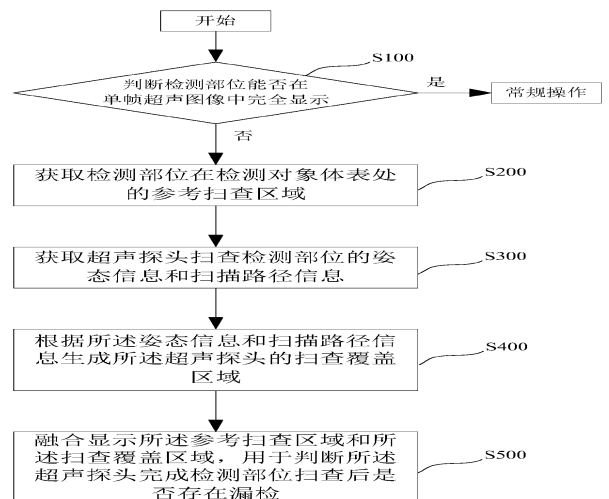 开始
S100
判断检测部位能否在
单帧超声图像中完全显示
是
常规操作
否
获取检测部位在检测对象体表处
的参考扫查区域
S200
获取超声探头扫查检测部位的姿
态信息和扫描路径信息
S300
根据所述姿态信息和扫描路径信
息生成所述超声探头的扫查覆盖
区域
S400
融合显示所述参考扫查区域和所
述扫查覆盖区域，用于判断所述
超声探头完成检测部位扫查后是
否存在漏检
S500